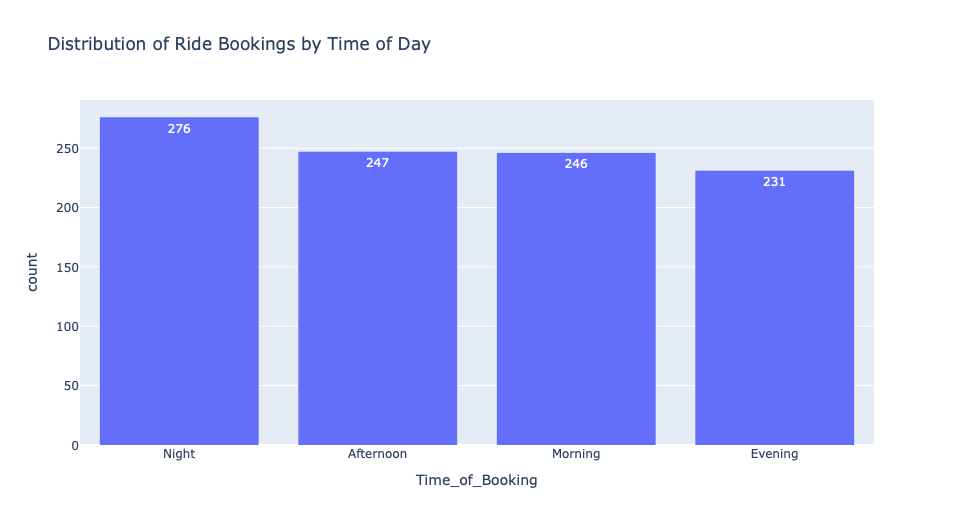 Distribution of Ride Bookings by Time of Day
276
247
246
231
250
200
150
100
50
0
count
Night Afternoon Morning Evening
Time_of_Booking